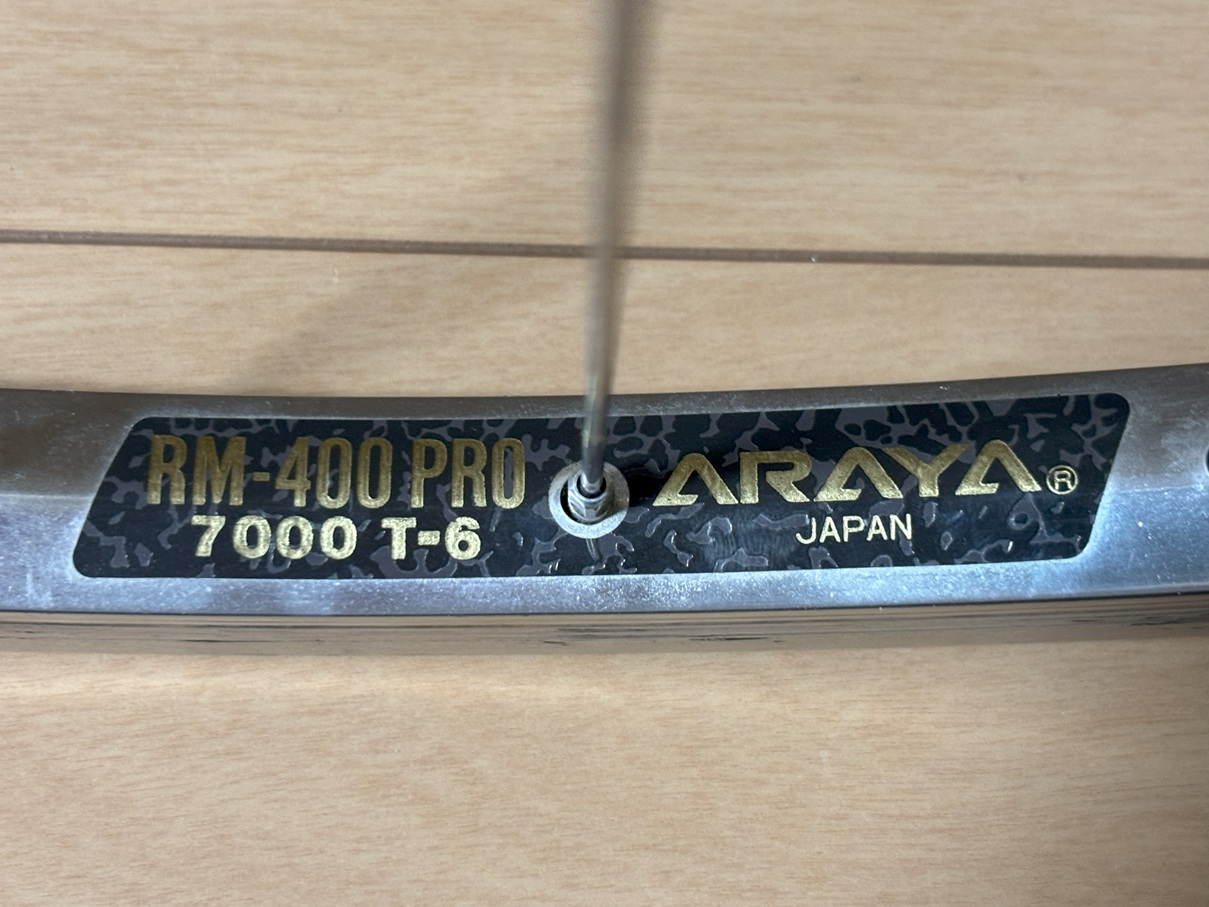 RM-400 PRO
7000 T-6
ARAYA®
JAPAN